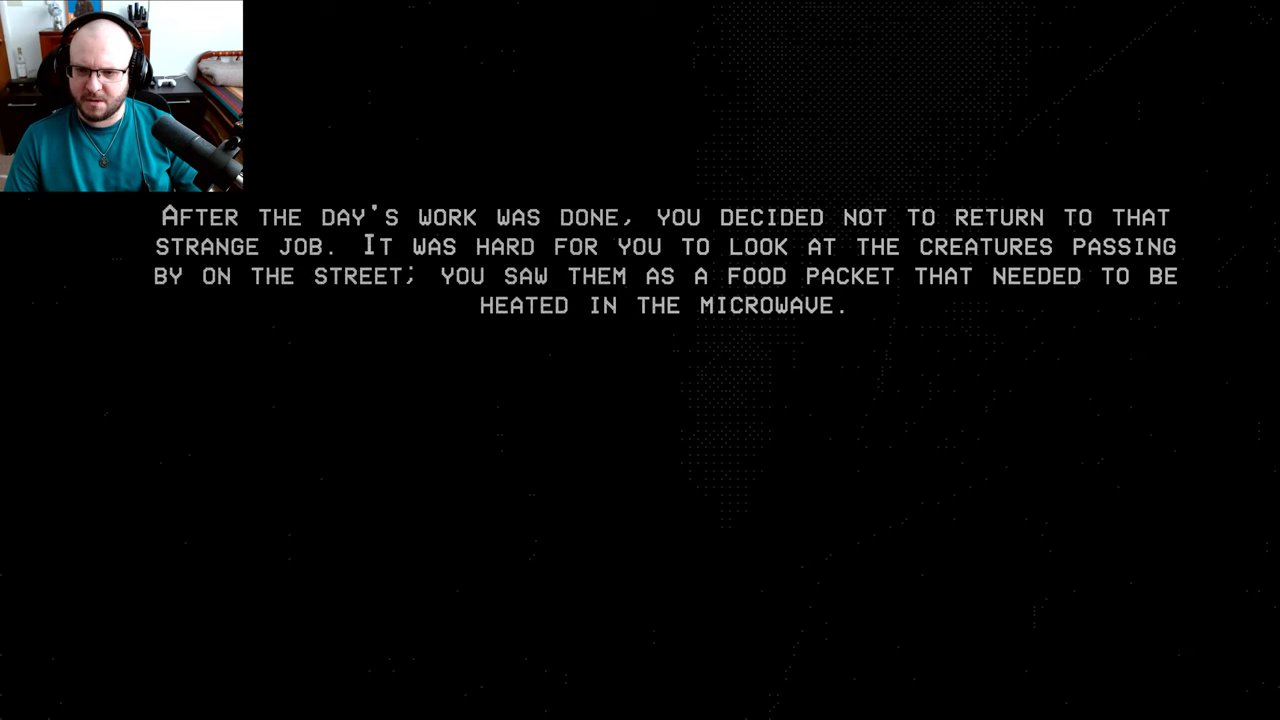 After the day's work was done, you decided not to return to that
strange job. It was hard for you to look at the creatures passing
by on the street; you saw them as a food packet that needed to be
heated in the microwave.